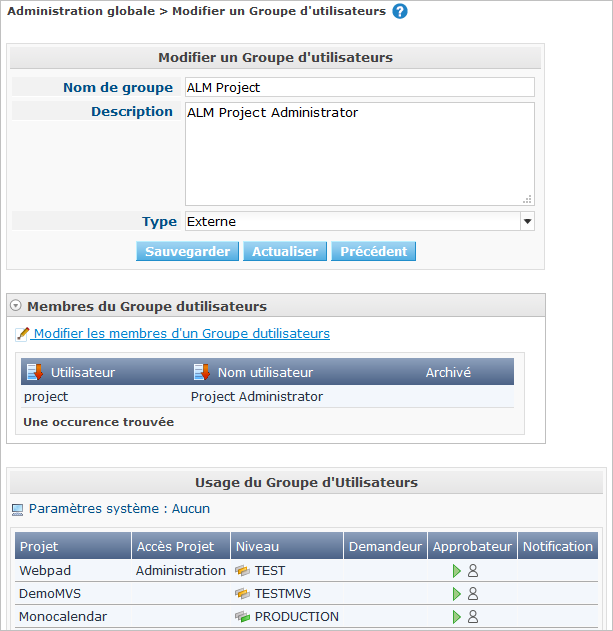 Administration globale > Modifier un Groupe d'utilisateurs ?
Modifier un Groupe d'utilisateurs
Nom de groupe ALM Project
Description ALM Project Administrator
Type Externe
Sauvegarder Actualiser Précédent
Membres du Groupe dutilisateurs
Modifier les membres d'un Groupe dutilisateurs
Utilisateur Nom utilisateur Archivé
project Project Administrator
Une occurence trouvée
Usage du Groupe d'Utilisateurs
Paramètres système : Aucun
Projet Accès Projet Niveau Demandeur Approbateur Notification
Webpad Administration TEST
DemoMVS TESTMVS
Monocalendar PRODUCTION